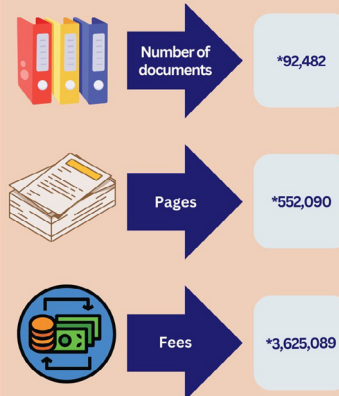 Number of
documents
*92,482
Pages
*552,090
Fees
*3,625,089